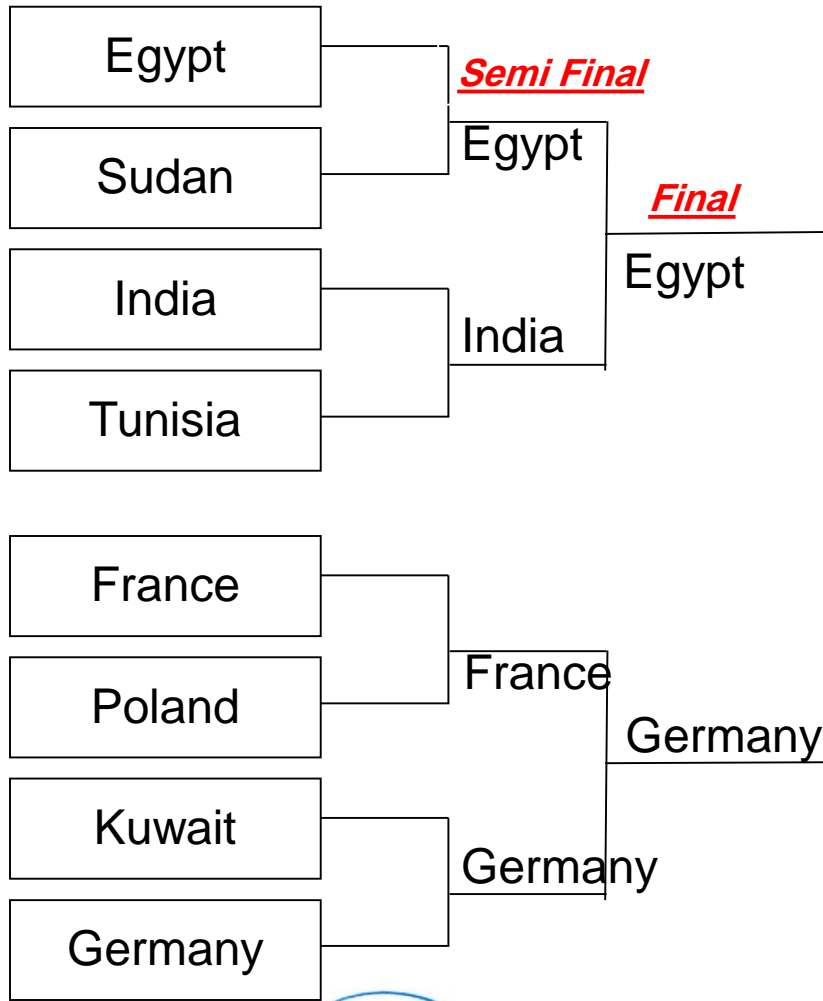 Egypt
Semi Final
Egypt
Sudan
Final
Egypt
India
India
Tunisia
France
France
Poland
Germany
Kuwait
Germany
Germany